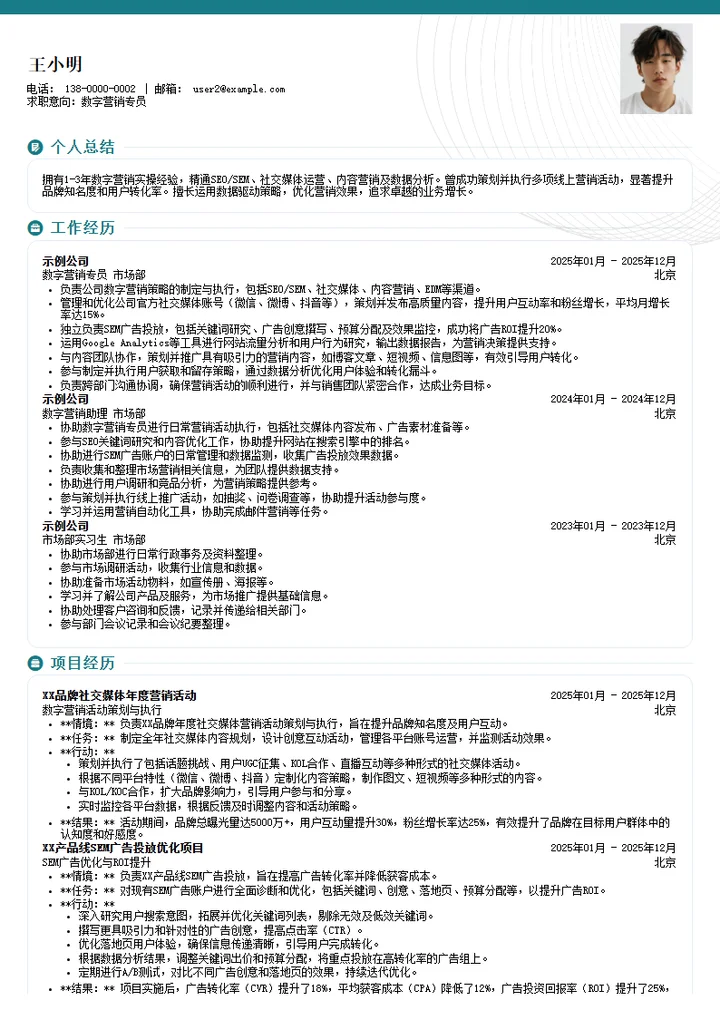 王小明
电话： 138-0000-0002 | 邮箱： user2@example.com
求职意向：数字营销专员
个人总结
拥有1-3年数字营销实操经验，精通SEO/SEM、社交媒体运营、内容营销及数据分析。曾成功策划并执行多项线上营销活动，显著提升
品牌知名度和用户转化率。擅长运用数据驱动策略，优化营销效果，追求卓越的业务增长。
工作经历
示例公司 2025年01月 - 2025年12月
数字营销专员 市场部 北京
• 负责公司数字营销策略的制定与执行，包括SEO/SEM、社交媒体、内容营销、EDM等渠道。
• 管理和优化公司官方社交媒体账号（微信、微博、抖音等），策划并发布高质量内容，提升用户互动率和粉丝增长，平均月增长
率达15%。
• 独立负责SEM广告投放，包括关键词研究、广告创意撰写、预算分配及效果监控，成功将广告ROI提升20%。
• 运用Google Analytics等工具进行网站流量分析和用户行为研究，输出数据报告，为营销决策提供支持。
• 与内容团队协作，策划并推广具有吸引力的营销内容，如博客文章、短视频、信息图等，有效引导用户转化。
• 参与制定并执行用户获取和留存策略，通过数据分析优化用户体验和转化漏斗。
• 负责跨部门沟通协调，确保营销活动的顺利进行，并与销售团队紧密合作，达成业务目标。
示例公司 2024年01月 - 2024年12月
数字营销助理 市场部 北京
• 协助数字营销专员进行日常营销活动执行，包括社交媒体内容发布、广告素材准备等。
• 参与SEO关键词研究和内容优化工作，协助提升网站在搜索引擎中的排名。
• 协助进行SEM广告账户的日常管理和数据监测，收集广告投放效果数据。
• 负责收集和整理市场营销相关信息，为团队提供数据支持。
• 协助进行用户调研和竞品分析，为营销策略提供参考。
• 参与策划并执行线上推广活动，如抽奖、问卷调查等，协助提升活动参与度。
• 学习并运用营销自动化工具，协助完成邮件营销等任务。
示例公司 2023年01月 - 2023年12月
市场部实习生 市场部 北京
• 协助市场部进行日常行政事务及资料整理。
• 参与市场调研活动，收集行业信息和数据。
• 协助准备市场活动物料，如宣传册、海报等。
• 学习并了解公司产品及服务，为市场推广提供基础信息。
• 协助处理客户咨询和反馈，记录并传递给相关部门。
• 参与部门会议记录和会议纪要整理。
项目经历
XX品牌社交媒体年度营销活动 2025年01月 - 2025年12月
数字营销活动策划与执行 北京
• **情境：** 负责XX品牌年度社交媒体营销活动策划与执行，旨在提升品牌知名度及用户互动。
• **任务：** 制定全年社交媒体内容规划，设计创意互动活动，管理各平台账号运营，并监测活动效果。
• **行动：**
• 策划并执行了包括话题挑战、用户UGC征集、KOL合作、直播互动等多种形式的社交媒体活动。
• 根据不同平台特性（微信、微博、抖音）定制化内容策略，制作图文、短视频等多种形式的内容。
• 与KOL/KOC合作，扩大品牌影响力，引导用户参与和分享。
• 实时监控各平台数据，根据反馈及时调整内容和活动策略。
• **结果：** 活动期间，品牌总曝光量达5000万+，用户互动量提升30%，粉丝增长率达25%，有效提升了品牌在目标用户群体中的
认知度和好感度。
XX产品线SEM广告投放优化项目 2025年01月 - 2025年12月
SEM广告优化与ROI提升 北京
• **情境：** 负责XX产品线SEM广告投放，旨在提高广告转化率并降低获客成本。
• **任务：** 对现有SEM广告账户进行全面诊断和优化，包括关键词、创意、落地页、预算分配等，以提升广告ROI。
• **行动：**
• 深入研究用户搜索意图，拓展并优化关键词列表，剔除无效及低效关键词。
• 撰写更具吸引力和针对性的广告创意，提高点击率（CTR）。
• 优化落地页用户体验，确保信息传递清晰，引导用户完成转化。
• 根据数据分析结果，调整关键词出价和预算分配，将重点投放在高转化率的广告组上。
• 定期进行A/B测试，对比不同广告创意和落地页的效果，持续迭代优化。
• **结果：** 项目实施后，广告转化率（CVR）提升了18%，平均获客成本（CPA）降低了12%，广告投资回报率（ROI）提升了25%，